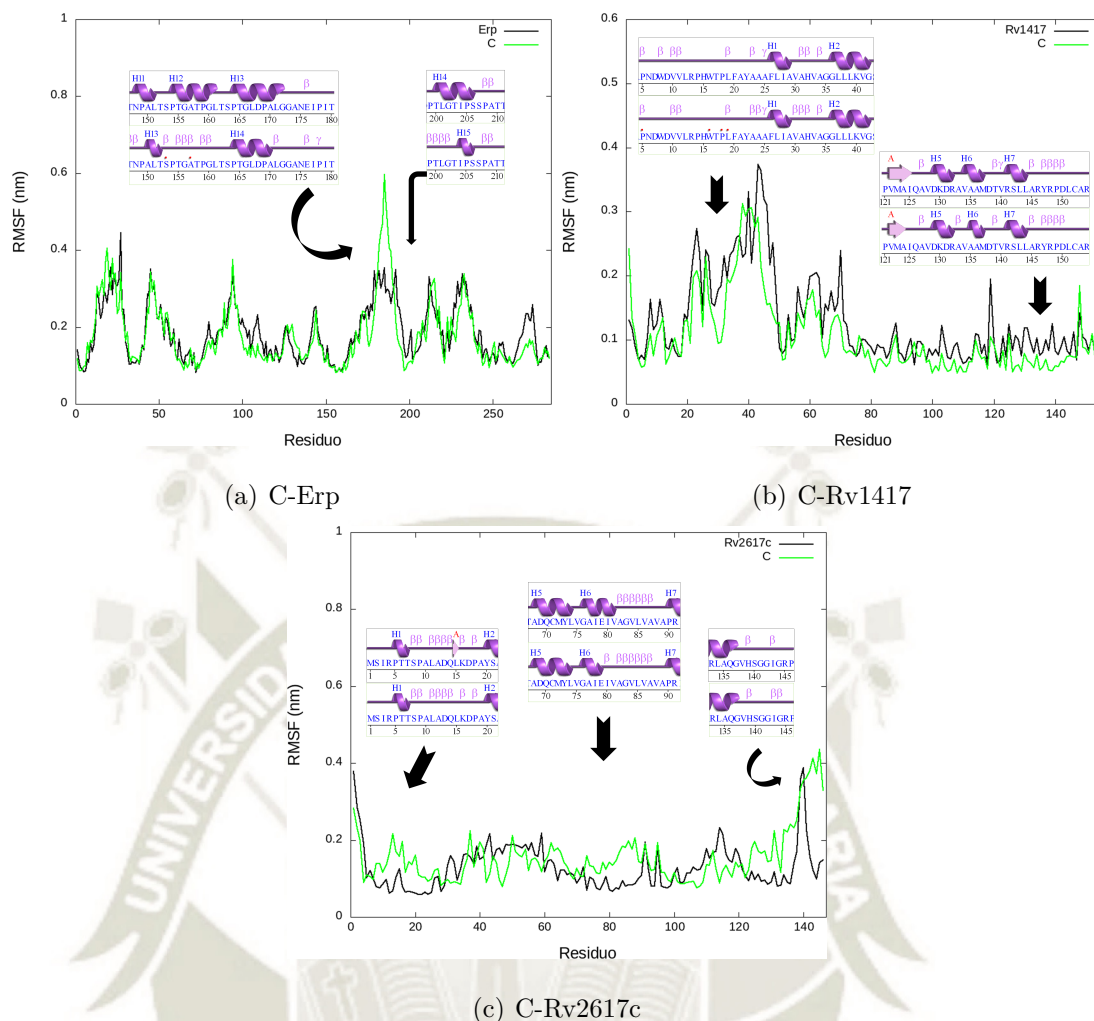 1
0.8
0.6
0.4
0.2
0
RMSF (nm)
Erp
C
H11 H12 H13 β
TNPALTSPTGATPGLTSPTGLDPALGGANEIPIT
150 155 160 165 170 175 180
ββ H13 β βββ ββ H14 β β γ
TNPALTSPTGATPGLTSPTGLDPALGGANEIPIT
150 155 160 165 170 175 180
H14 ββ
PTLGTIPSSPATT
200 205 210
ββββ H15 ββ
PTLGTIPSSPATT
200 205 210
0 50 100 150 200 250
Residuo
(a) C-Erp
0.6
0.5
0.4
0.3
0.2
0.1
0
RMSF (nm)
Rv1417
C
β β ββ β β γ H1 ββ β H2
PNDWDVVLRPHWTPLFAYAAFLIAVAHVAGGLLLKVGS
5 10 15 20 25 30 35 40
β ββ β ββγ H1 βββ β H2
PNDWDVVLRPHWTPLFAYAAFLIAVAHVAGGLLLKVGS
5 10 15 20 25 30 35 40
A β H5 H6 βγ H7 β ββββ
PVMAIQAVDKDRAVAAMDTVRSLLARYRPDLCAR
121 125 130 135 140 145 150
A β H5 β H6 β H7 β ββββ
PVMAIQAVDKDRAVAAMDTVRSLLARYRPDLCAR
121 125 130 135 140 145 150
0 20 40 60 80 100 120 140
Residuo
(b) C-Rv1417
1
0.8
0.6
0.4
0.2
0
RMSF (nm)
Rv2617c
C
H1 ββ ββββ A β β H2
MSIRPTTSPALADQLKDPAYS
1 5 10 15 20
H1 ββ ββββ β β H2
MSIRPTTSPALADQLKDPAYS
1 5 10 15 20
H5 H6 ββββββ H7
TADQCMYLVGAIEIVAGVLVAVAPR
70 75 80 85 90
H5 H6 β ββββββ H7
TADQCMYLVGAIEIVAGVLVAVAPR
70 75 80 85 90
β β
RLAQGVHSGGIGRP
135 140 145
β ββ
RLAQGVHSGGIGRP
135 140 145
0 20 40 60 80 100 120 140
Residuo
(c) C-Rv2617c
UNIVERSIDA
ARIA